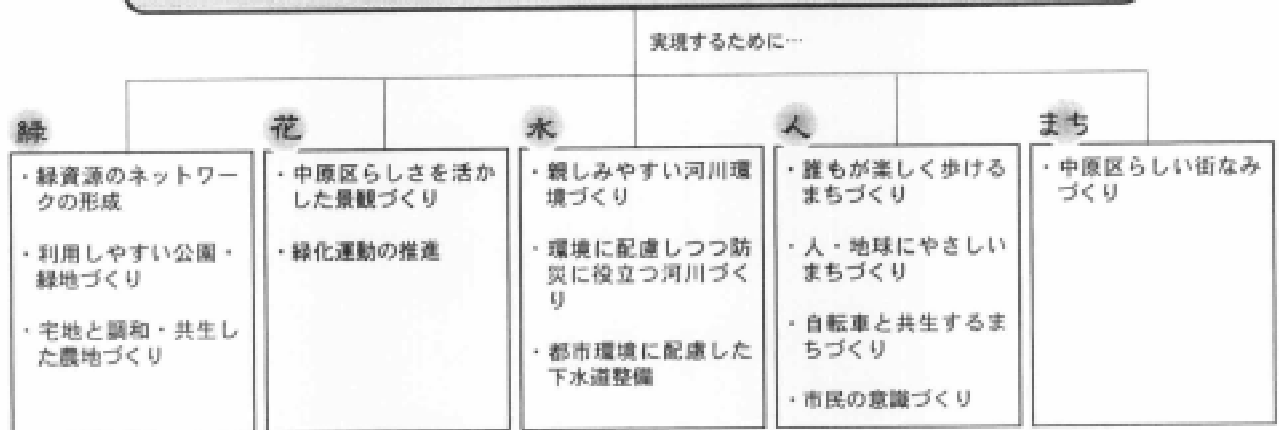 実現するために…
緑
・緑資源のネットワー
クの形成
・利用しやすい公園・
緑地づくり
・宅地と調和・共生し
た農地づくり
花
・中原区らしさを活か
した景観づくり
・緑化運動の推進
水
・親しみやすい河川環
境づくり
・環境に配慮しつつ防
災に役立つ河川づく
り
・都市環境に配慮した
下水道整備
人
・誰もが楽しく歩ける
まちづくり
・人・地球にやさしい
まちづくり
・自転車と共生するま
ちづくり
・市民の意識づくり
まち
・中原区らしい街なみ
づくり